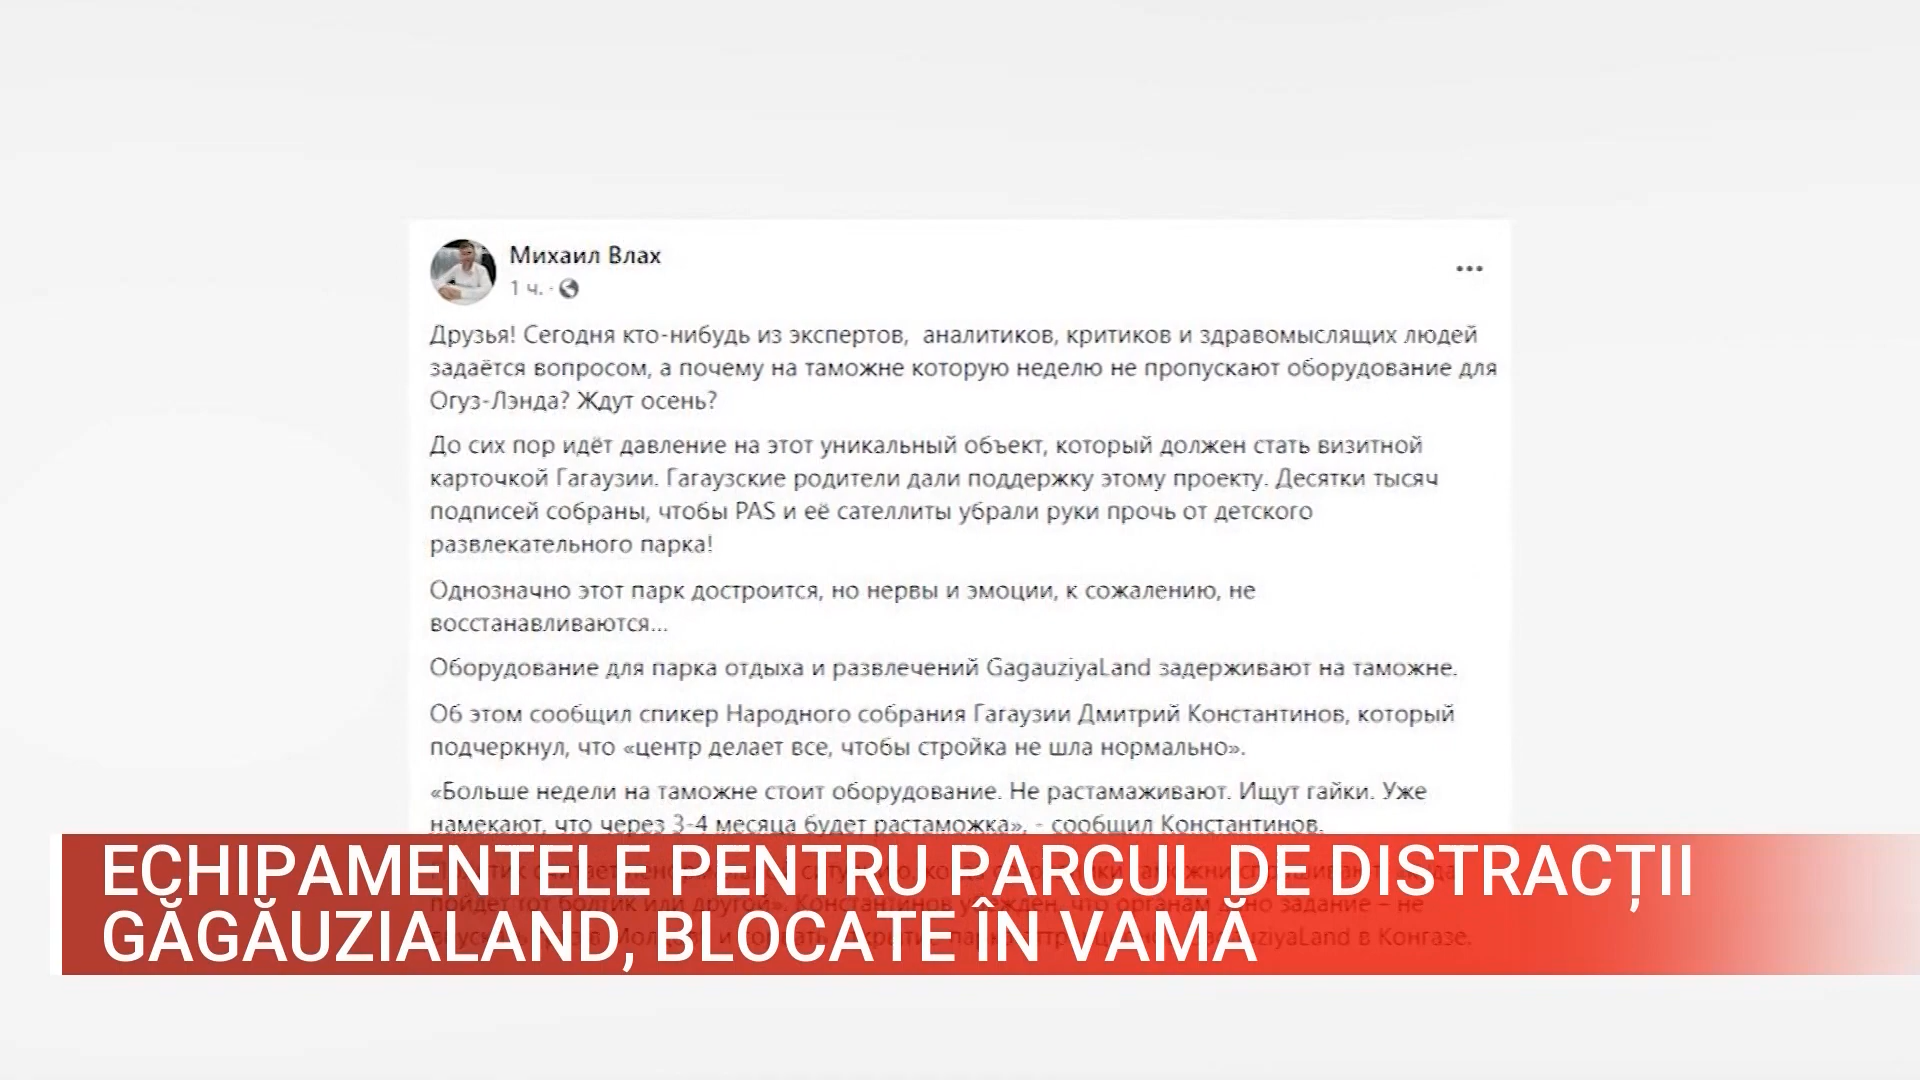 Михаил Влах
1 ч. ·
Друзья! Сегодня кто-нибудь из экспертов, аналитиков, критиков и здравомыслящих людей
задаётся вопросом, а почему на таможне которую неделю не пропускают оборудование для
Огуз-Лэнда? Ждут осень?
До сих пор идёт давление на этот уникальный объект, который должен стать визитной
карточкой Гагаузии. Гагаузские родители дали поддержку этому проекту. Десятки тысяч
подписей собраны, чтобы PAS и её сателлиты убрали руки прочь от детского
развлекательного парка!
Однозначно этот парк достроится, но нервы и эмоции, к сожалению, не
восстанавливаются...
Оборудование для парка отдыха и развлечений GagauziyaLand задерживают на таможне.
Об этом сообщил спикер Народного собрания Гагаузии Дмитрий Константинов, который
подчеркнул, что «центр делает все, чтобы стройка не шла нормально».
«Больше недели на таможне стоит оборудование. Не растамаживают. Ищут гайки. Уже
намекают, что через 3-4 месяца будет растаможка», - сообщил Константинов.
ECHIPAMENTELE PENTRU PARCUL DE DISTRACȚII
GĂGĂUZIALAND, BLOCATE ÎN VAMĂ